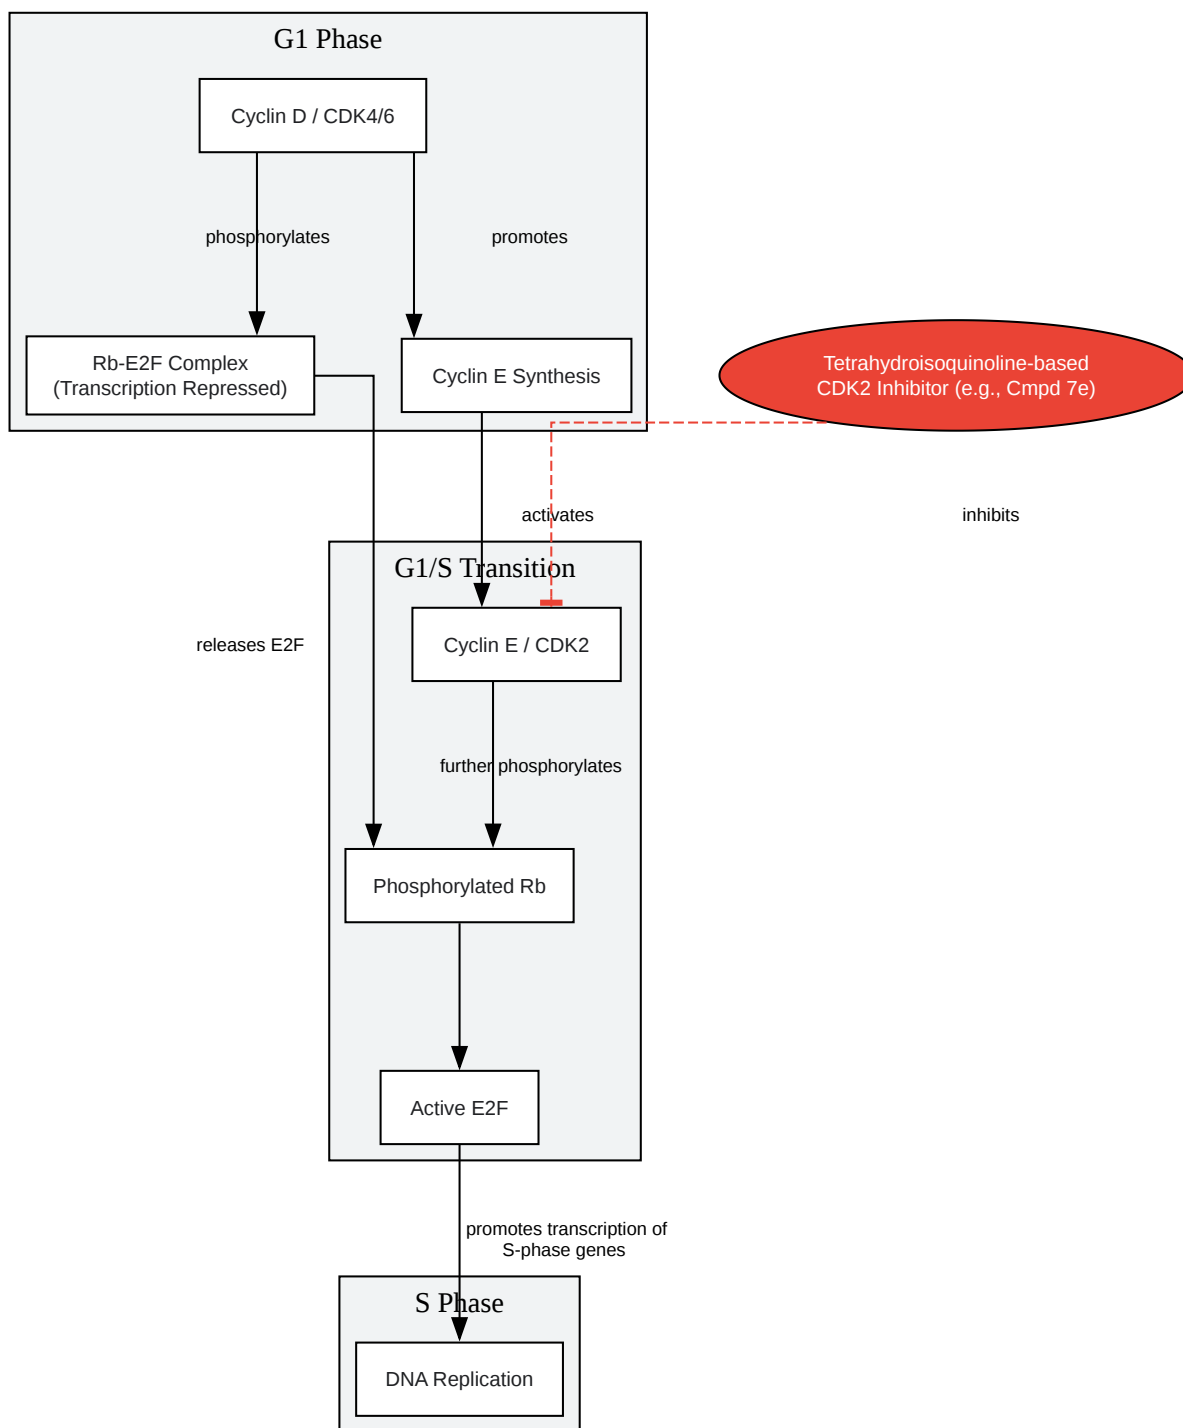 G1 Phase
Cyclin D / CDK4/6
phosphorylates
promotes
Rb-E2F Complex
(Transcription Repressed)
Cyclin E Synthesis
Tetrahydroisoquinoline-based
CDK2 Inhibitor (e.g., Cmpd 7e)
activates
inhibits
G1/S Transition
Cyclin E / CDK2
releases E2F
further phosphorylates
Phosphorylated Rb
Active E2F
promotes transcription of
S-phase genes
S Phase
DNA Replication